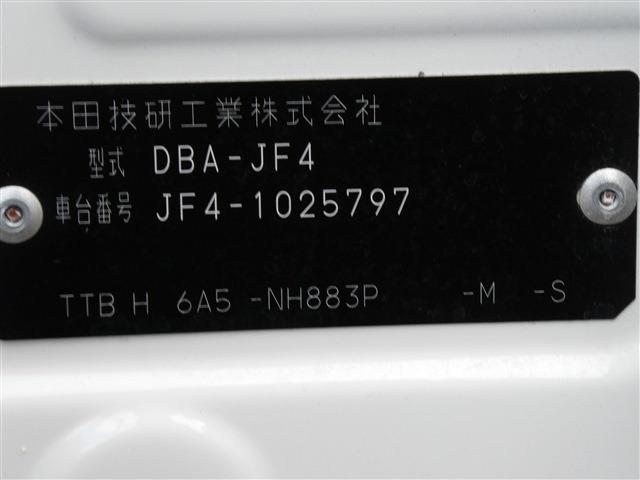 本田技研工業株式会社
型式 DBA-JF4
車台番号 JF4-1025797
TTB H 6A5 -NH883P -M -S